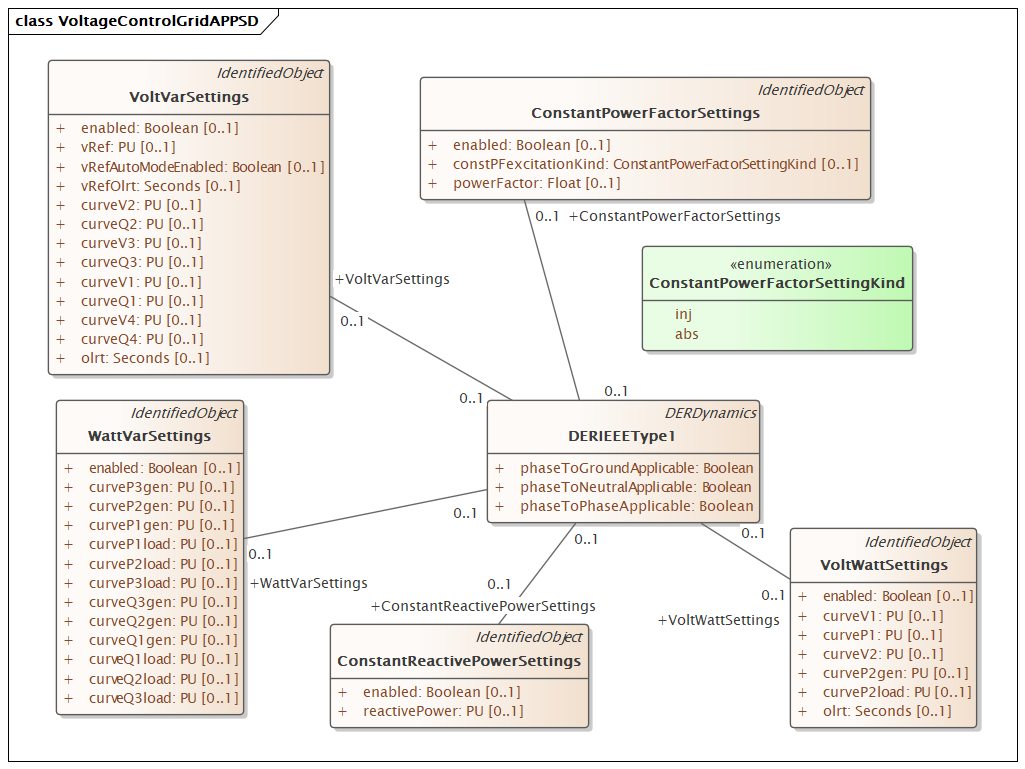 class VoltageControlGridAPPSD
IdentifiedObject
VoltVarSettings
+ enabled: Boolean [0..1]
+ vRef: PU [0..1]
+ vRefAutoModeEnabled: Boolean [0..1]
+ vRefOlrt: Seconds [0..1]
+ curveV2: PU [0..1]
+ curveQ2: PU [0..1]
+ curveV3: PU [0..1]
+ curveQ3: PU [0..1]
+ curveV1: PU [0..1]
+ curveQ1: PU [0..1]
+ curveV4: PU [0..1]
+ curveQ4: PU [0..1]
+ olrt: Seconds [0..1]
IdentifiedObject
ConstantPowerFactorSettings
+ enabled: Boolean [0..1]
+ constPFexcitationKind: ConstantPowerFactorSettingKind [0..1]
+ powerFactor: Float [0..1]
0..1 +ConstantPowerFactorSettings
«enumeration»
ConstantPowerFactorSettingKind
inj
abs
+VoltVarSettings
0..1
0..1
0..1
IdentifiedObject
WattVarSettings
+ enabled: Boolean [0..1]
+ curveP3gen: PU [0..1]
+ curveP2gen: PU [0..1]
+ curveP1gen: PU [0..1]
+ curveP1load: PU [0..1]
+ curveP2load: PU [0..1]
+ curveP3load: PU [0..1]
+ curveQ3gen: PU [0..1]
+ curveQ2gen: PU [0..1]
+ curveQ1gen: PU [0..1]
+ curveQ1load: PU [0..1]
+ curveQ2load: PU [0..1]
+ curveQ3load: PU [0..1]
DERDynamics
DERIEEEType1
+ phaseToGroundApplicable: Boolean
+ phaseToNeutralApplicable: Boolean
+ phaseToPhaseApplicable: Boolean
0..1
0..1
+WattVarSettings
0..1
0..1
+ConstantReactivePowerSettings
0..1
0..1
+VoltWattSettings
IdentifiedObject
ConstantReactivePowerSettings
+ enabled: Boolean [0..1]
+ reactivePower: PU [0..1]
IdentifiedObject
VoltWattSettings
+ enabled: Boolean [0..1]
+ curveV1: PU [0..1]
+ curveP1: PU [0..1]
+ curveV2: PU [0..1]
+ curveP2gen: PU [0..1]
+ curveP2load: PU [0..1]
+ olrt: Seconds [0..1]